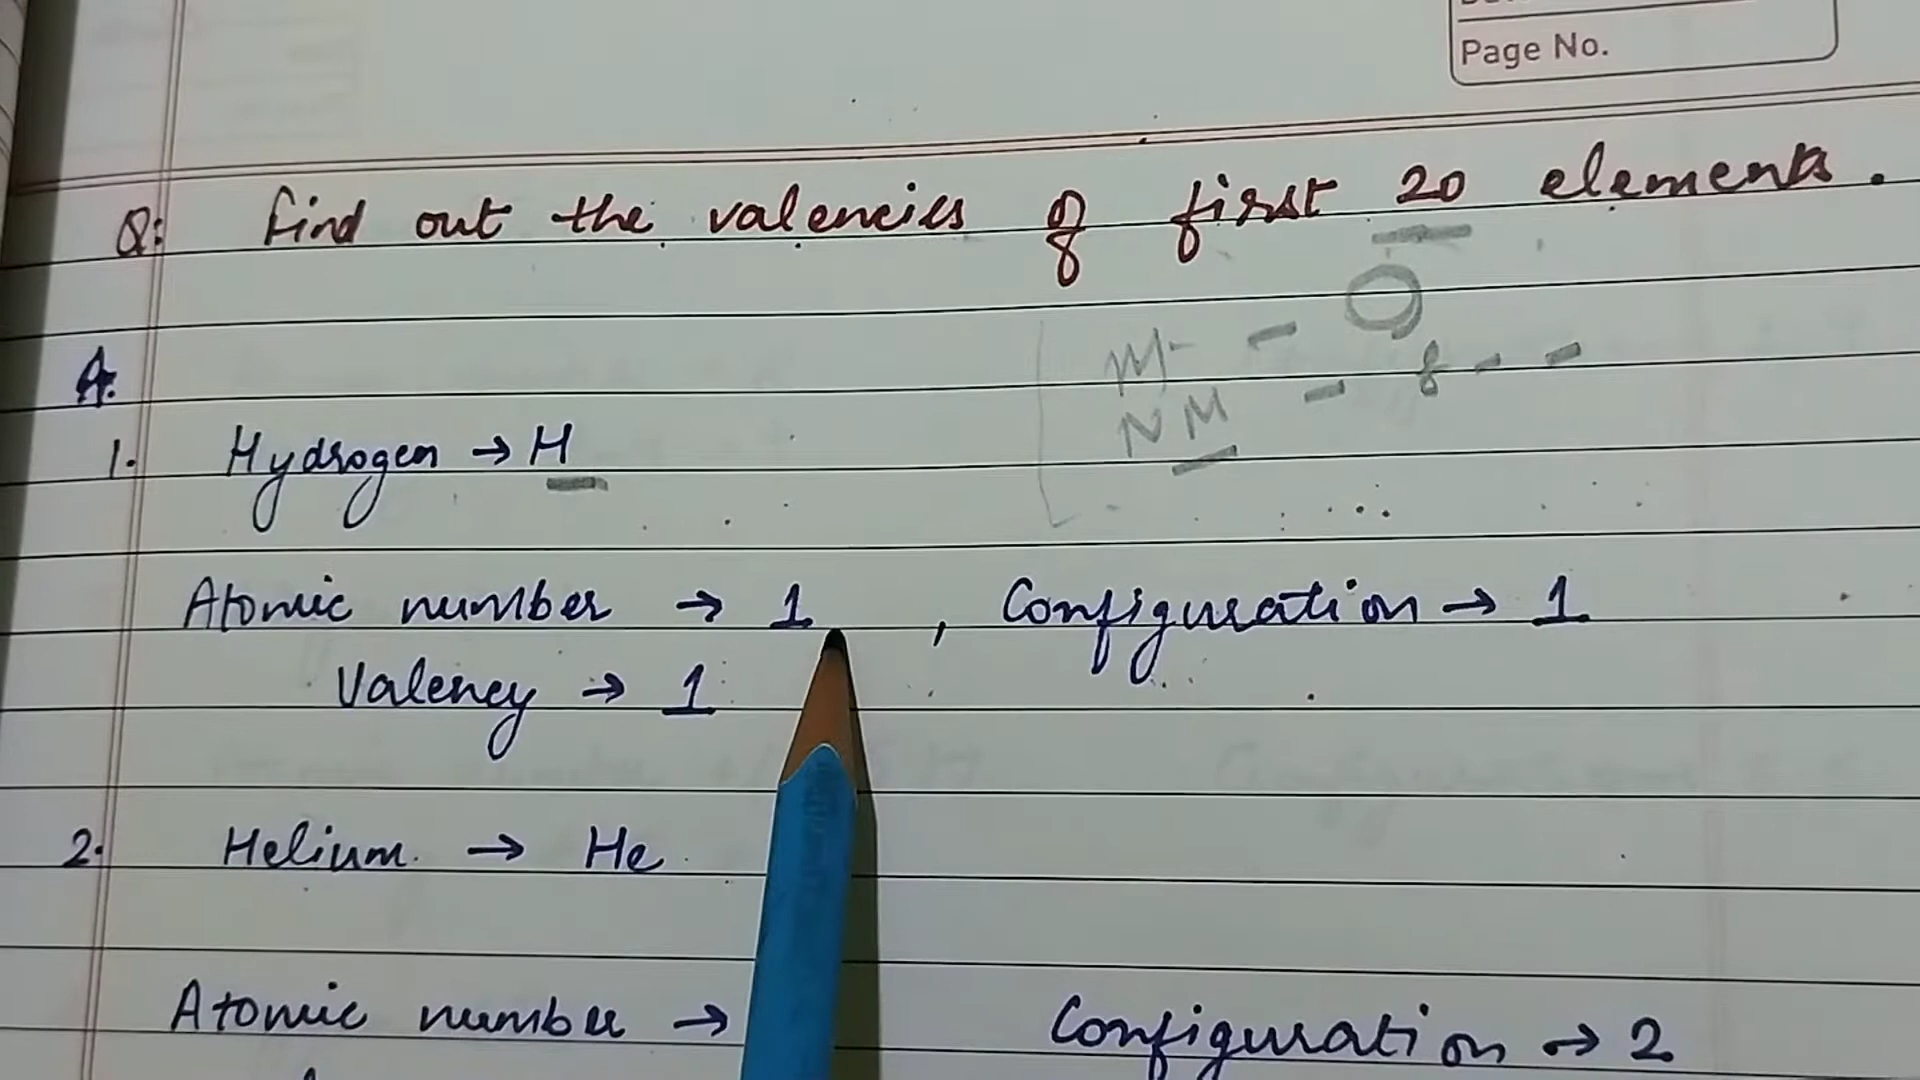 Page No.
Q: Find out the valencies of first 20 elements.
M - O
A.
NM - 8 - -
1. Hydrogen → H
Atomic number → 1 , Configuration → 1
Valency → 1
2. Helium. → He
Atomic number → Configuration → 2